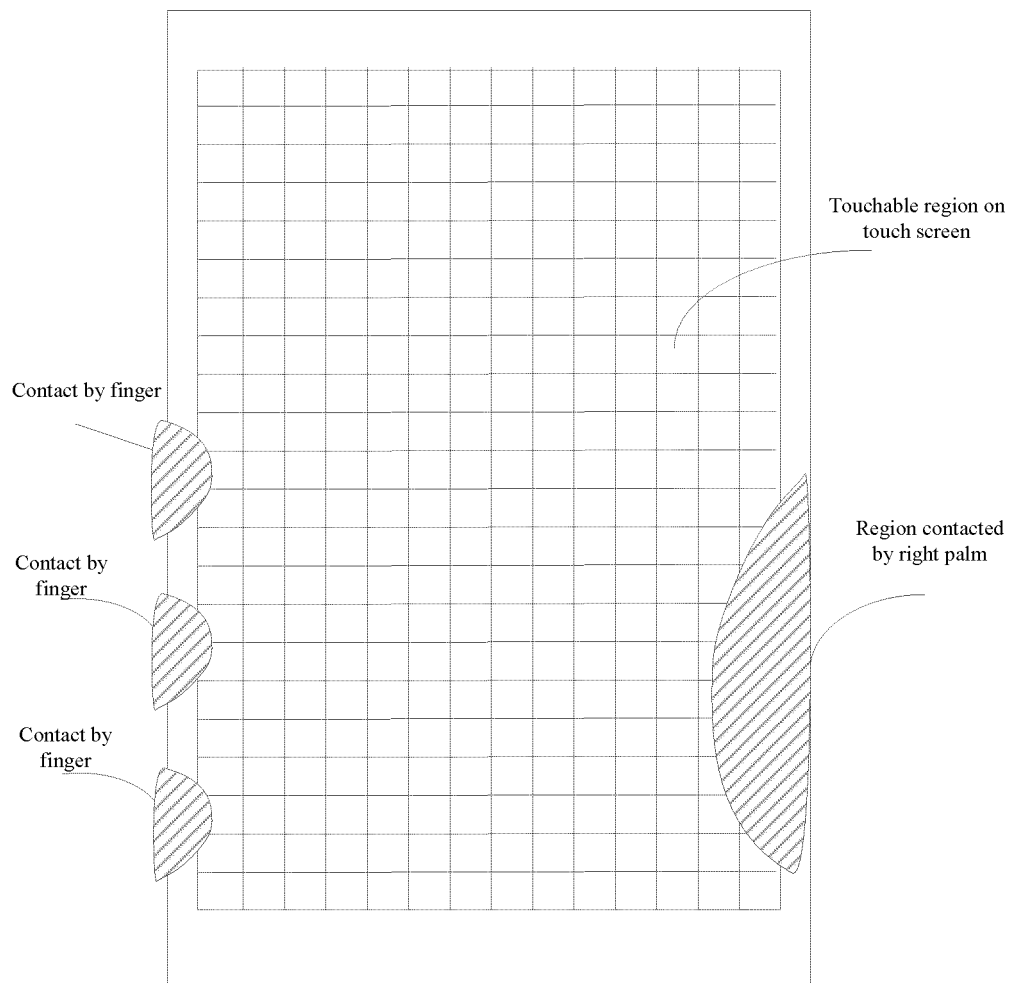 Touchable region on
touch screen
Contact by finger
Region contacted
by right palm
Contact by
finger
Contact by
finger